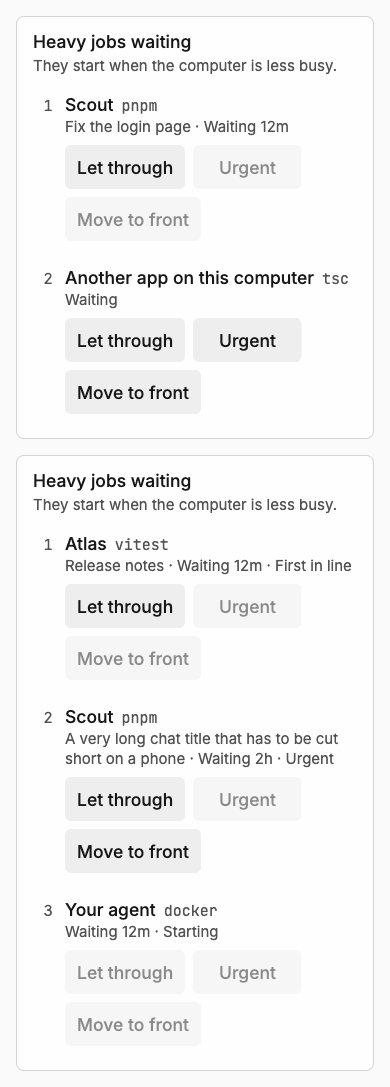 Heavy jobs waiting
They start when the computer is less busy.
1 Scout pnpm
Fix the login page · Waiting 12m
Let through Urgent
Move to front
2 Another app on this computer tsc
Waiting
Let through Urgent
Move to front
Heavy jobs waiting
They start when the computer is less busy.
1 Atlas vitest
Release notes · Waiting 12m · First in line
Let through Urgent
Move to front
2 Scout pnpm
A very long chat title that has to be cut
short on a phone · Waiting 2h · Urgent
Let through Urgent
Move to front
3 Your agent docker
Waiting 12m · Starting
Let through Urgent
Move to front